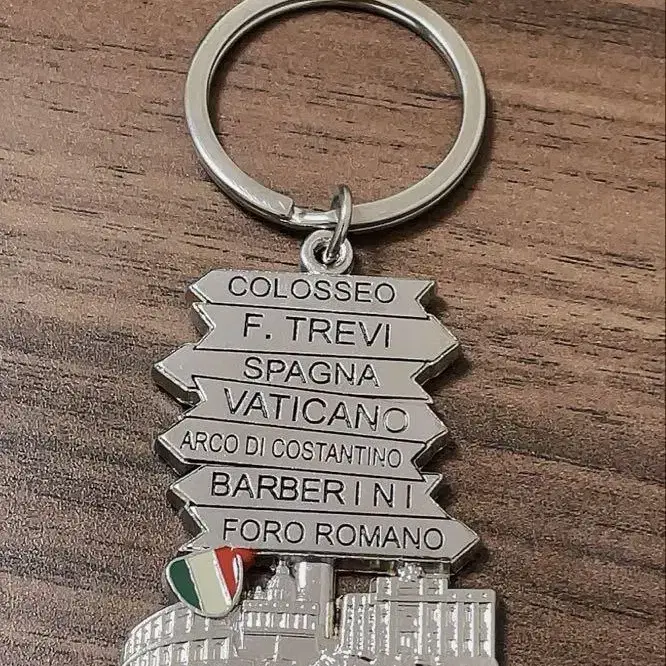 COLOSSEO
F. TREVI
SPAGNA
VATICANO
ARCO DI COSTANTINO
BARBERINI
FORO ROMANO